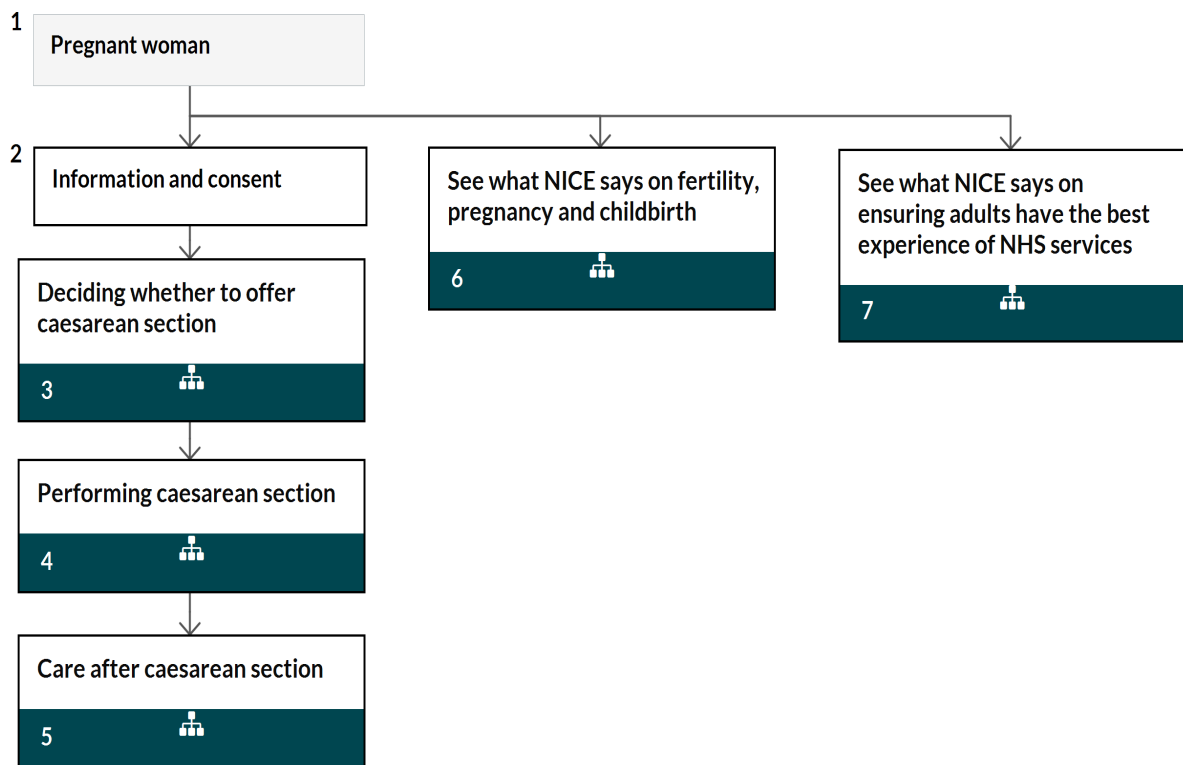 1
Pregnant woman
2
Information and consent
Deciding whether to offer
caesarean section
3
Performing caesarean section
4
Care after caesarean section
5
See what NICE says on fertility,
pregnancy and childbirth
6
See what NICE says on
ensuring adults have the best
experience of NHS services
7